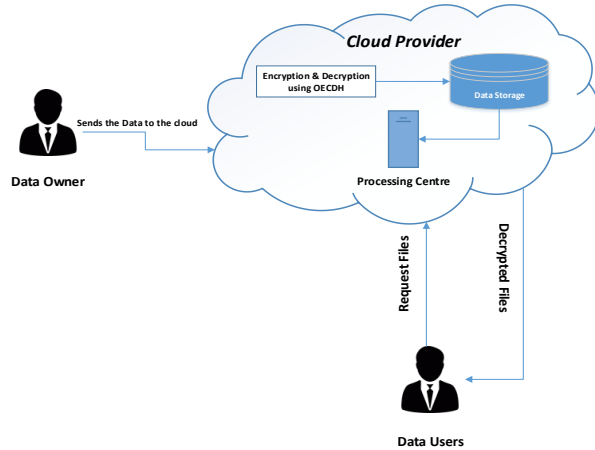 Cloud Provider
Encryption & Decryption
using OECDH
Data Storage
Sends the Data to the cloud
Processing Centre
Data Owner
Request Files
Decrypted Files
Data Users